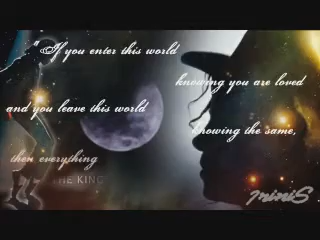 "If you enter this world
knowing you are loved
and you leave this world
knowing the same,
then everything
THE KING
7miniS